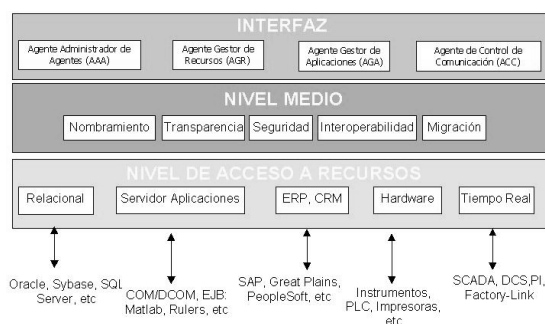 INTERFAZ
Agente Administrador de
Agentes (AAA)
Agente Gestor de
Recursos (AGR)
Agente Gestor de
Aplicaciones (AGA)
Agente de Control de
Comunicación (ACC)
NIVEL MEDIO
Nombramiento
Transparencia
Seguridad
Interoperabilidad
Migración
NIVEL DE ACCESO A RECURSOS
Relacional
Servidor Aplicaciones
ERP, CRM
Hardware
Tiempo Real
Oracle, Sybase, SQL
Server, etc
COM/DCOM, EJB:
Matlab, Rulers, etc
SAP, Great Plains,
PeopleSoft, etc
Instrumentos,
PLC, Impresoras,
etc
SCADA, DCS,PI,
Factory-Link